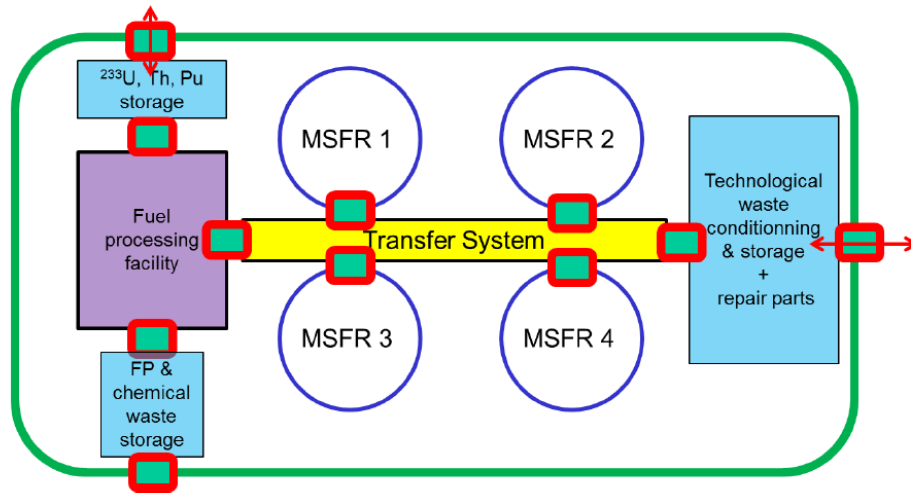 ²³³U, Th, Pu
storage
MSFR 1
MSFR 2
Fuel
processing
facility
Transfer System
Technological
waste
conditionning
& storage
+
repair parts
MSFR 3
MSFR 4
FP &
chemical
waste
storage